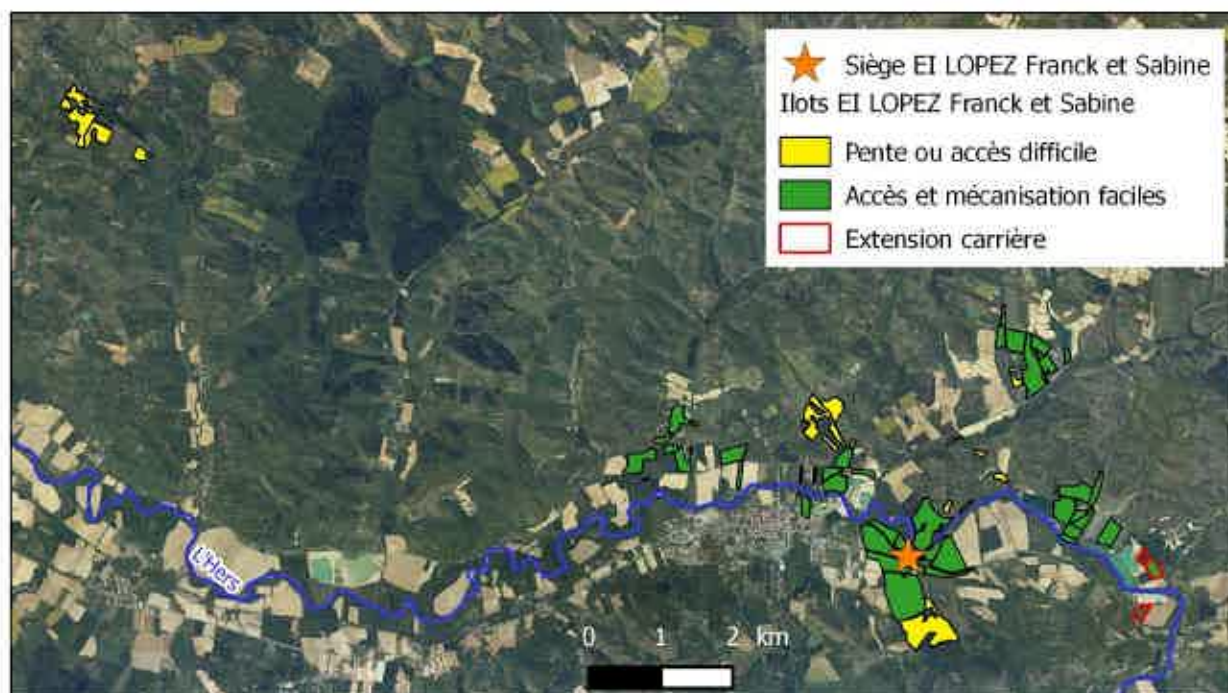 Siège EI LOPEZ Franck et Sabine
Ilots EI LOPEZ Franck et Sabine
Pente ou accès difficile
Accès et mécanisation faciles
Extension carrière
L'Hers
0 1 2 km